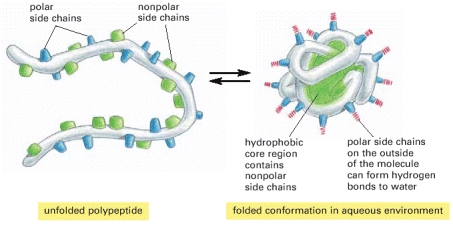 polar
side chains
nonpolar
side chains
hydrophobic
core region
contains
nonpolar
side chains
polar side chains
on the outside
of the molecule
can form hydrogen
bonds to water
unfolded polypeptide
folded conformation in aqueous environment